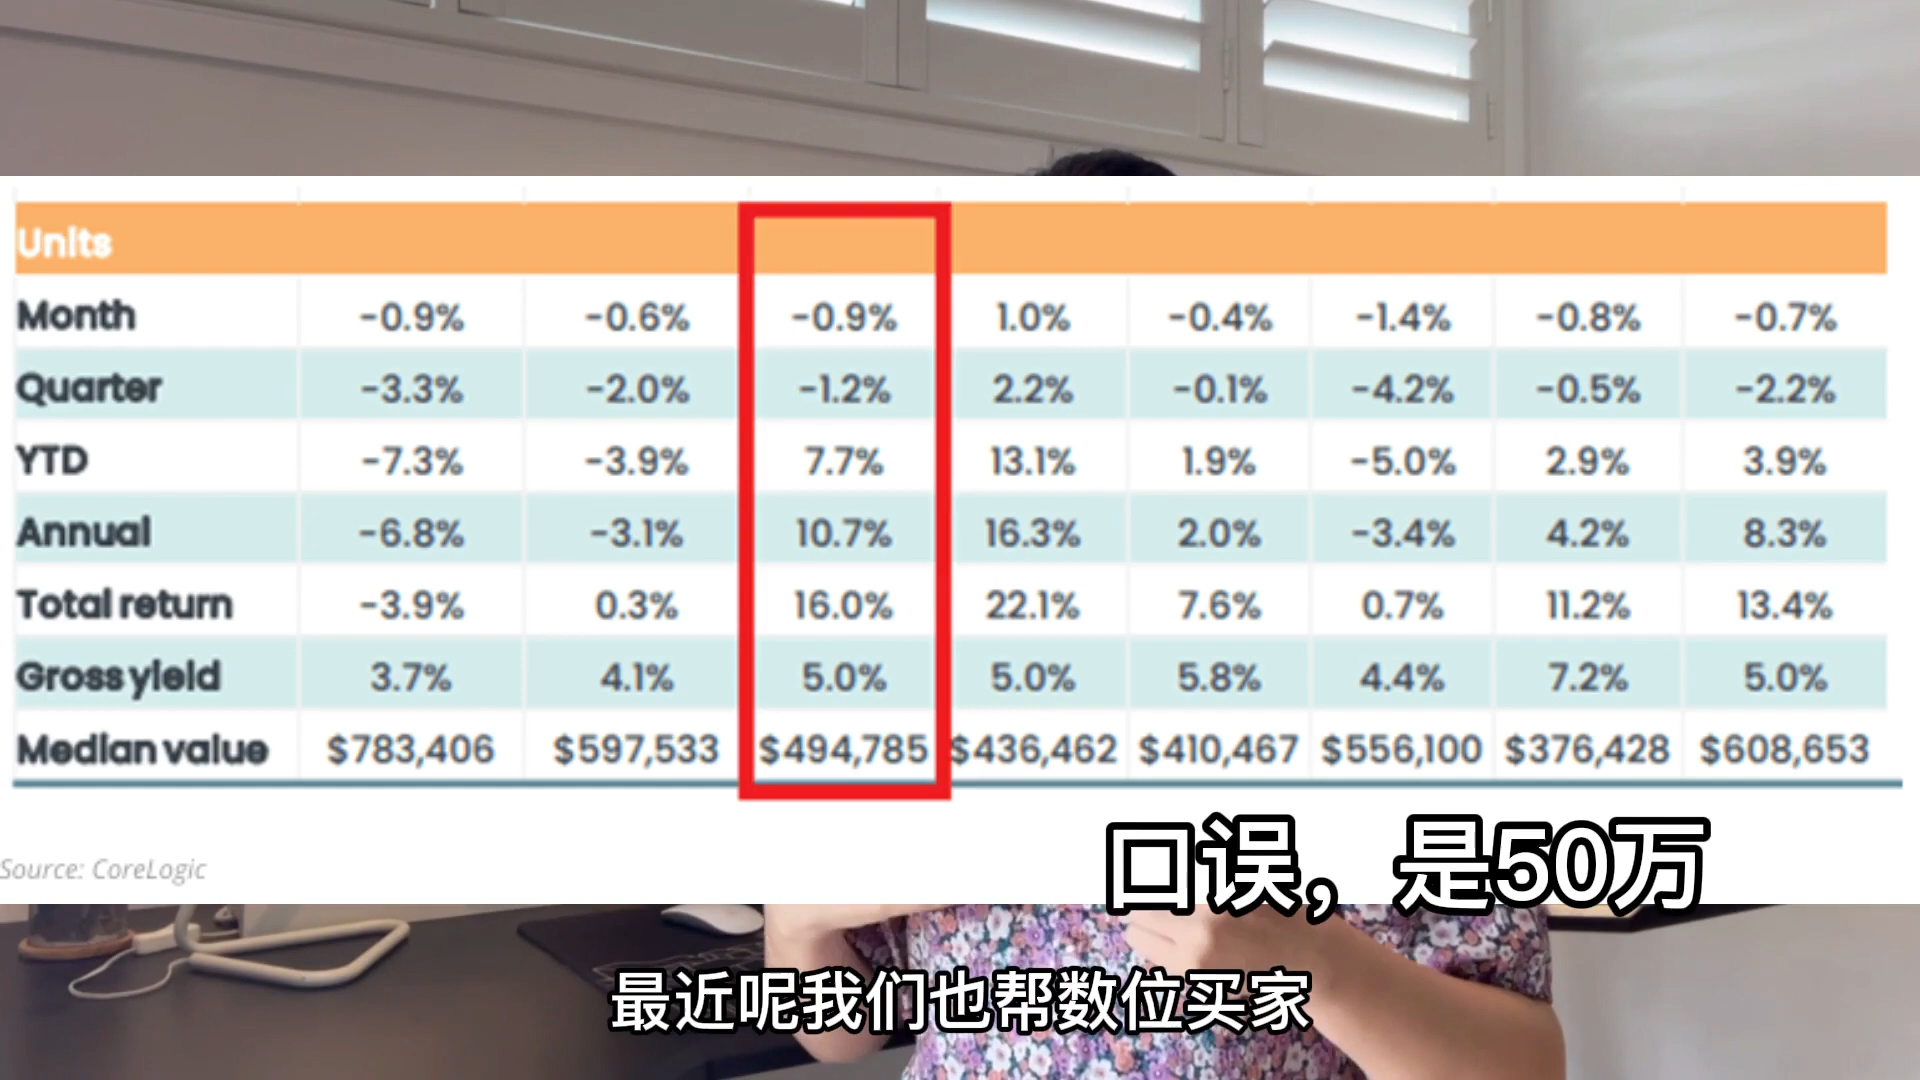 Units
Month -0.9% -0.6% -0.9% 1.0% -0.4% -1.4% -0.8% -0.7%
Quarter -3.3% -2.0% -1.2% 2.2% -0.1% -4.2% -0.5% -2.2%
YTD -7.3% -3.9% 7.7% 13.1% 1.9% -5.0% 2.9% 3.9%
Annual -6.8% -3.1% 10.7% 16.3% 2.0% -3.4% 4.2% 8.3%
Total return -3.9% 0.3% 16.0% 22.1% 7.6% 0.7% 11.2% 13.4%
Gross yield 3.7% 4.1% 5.0% 5.0% 5.8% 4.4% 7.2% 5.0%
Median value $783,406 $597,533 $494,785 $436,462 $410,467 $556,100 $376,428 $608,653
口误，是50万
Source: CoreLogic
最近呢我们也帮数位买家